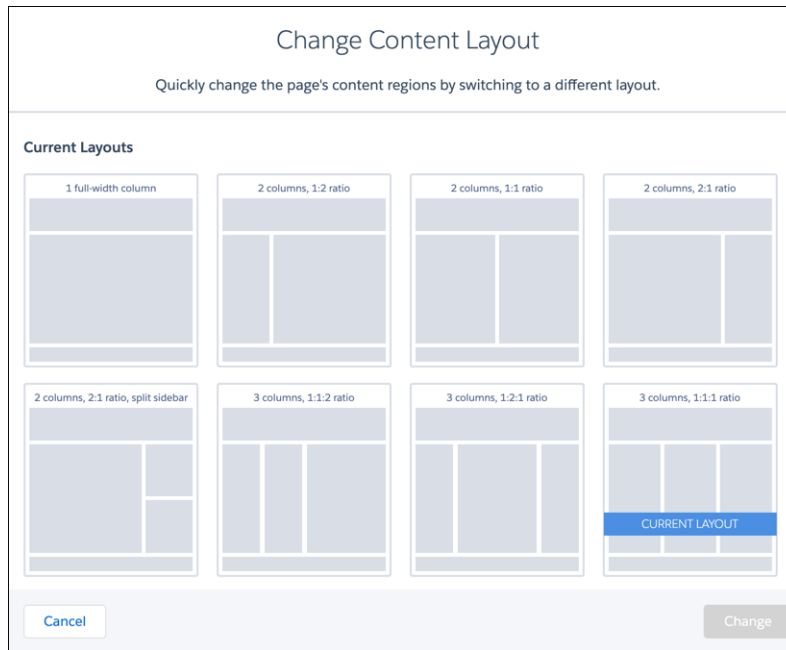 Change Content Layout
Quickly change the page's content regions by switching to a different layout.
Current Layouts
1 full-width column
2 columns, 1:2 ratio
2 columns, 1:1 ratio
2 columns, 2:1 ratio
2 columns, 2:1 ratio, split sidebar
3 columns, 1:1:2 ratio
3 columns, 1:2:1 ratio
3 columns, 1:1:1 ratio
CURRENT LAYOUT
Cancel
Change